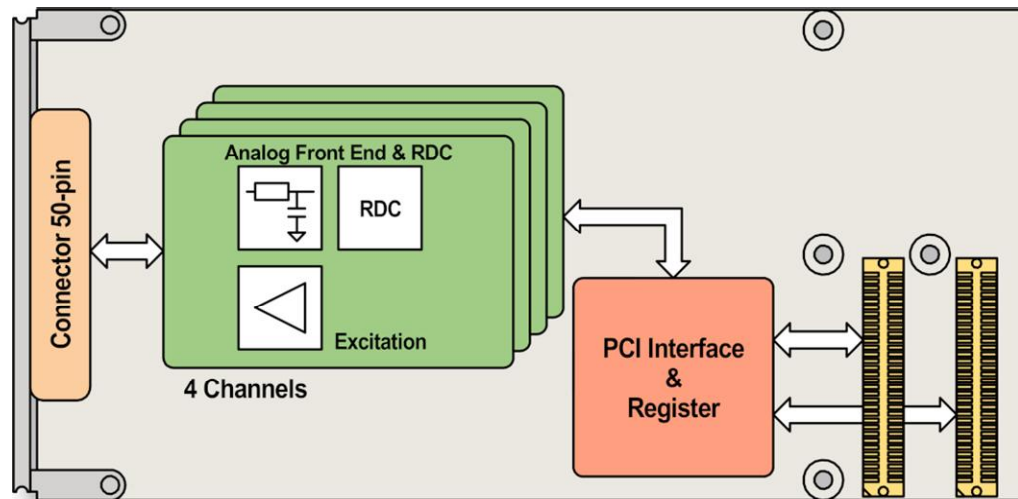 Connector 50-pin
Analog Front End & RDC
RDC
Excitation
4 Channels
PCI Interface
&
Register